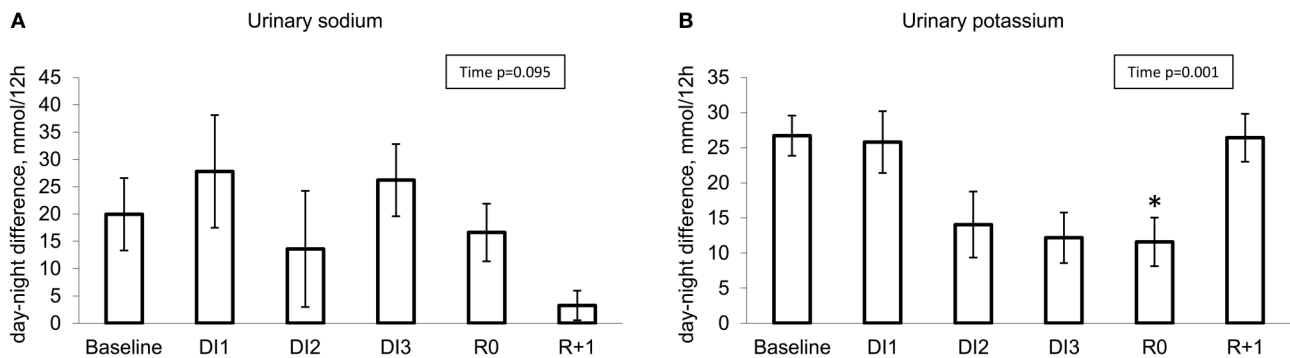 A
Urinary sodium
Time p=0.095
day-night difference, mmol/12h
45
40
35
30
25
20
15
10
5
0
Baseline DI1 DI2 DI3 R0 R+1
B
Urinary potassium
Time p=0.001
day-night difference, mmol/12h
35
30
25
20
15
10
5
0
*
Baseline DI1 DI2 DI3 R0 R+1